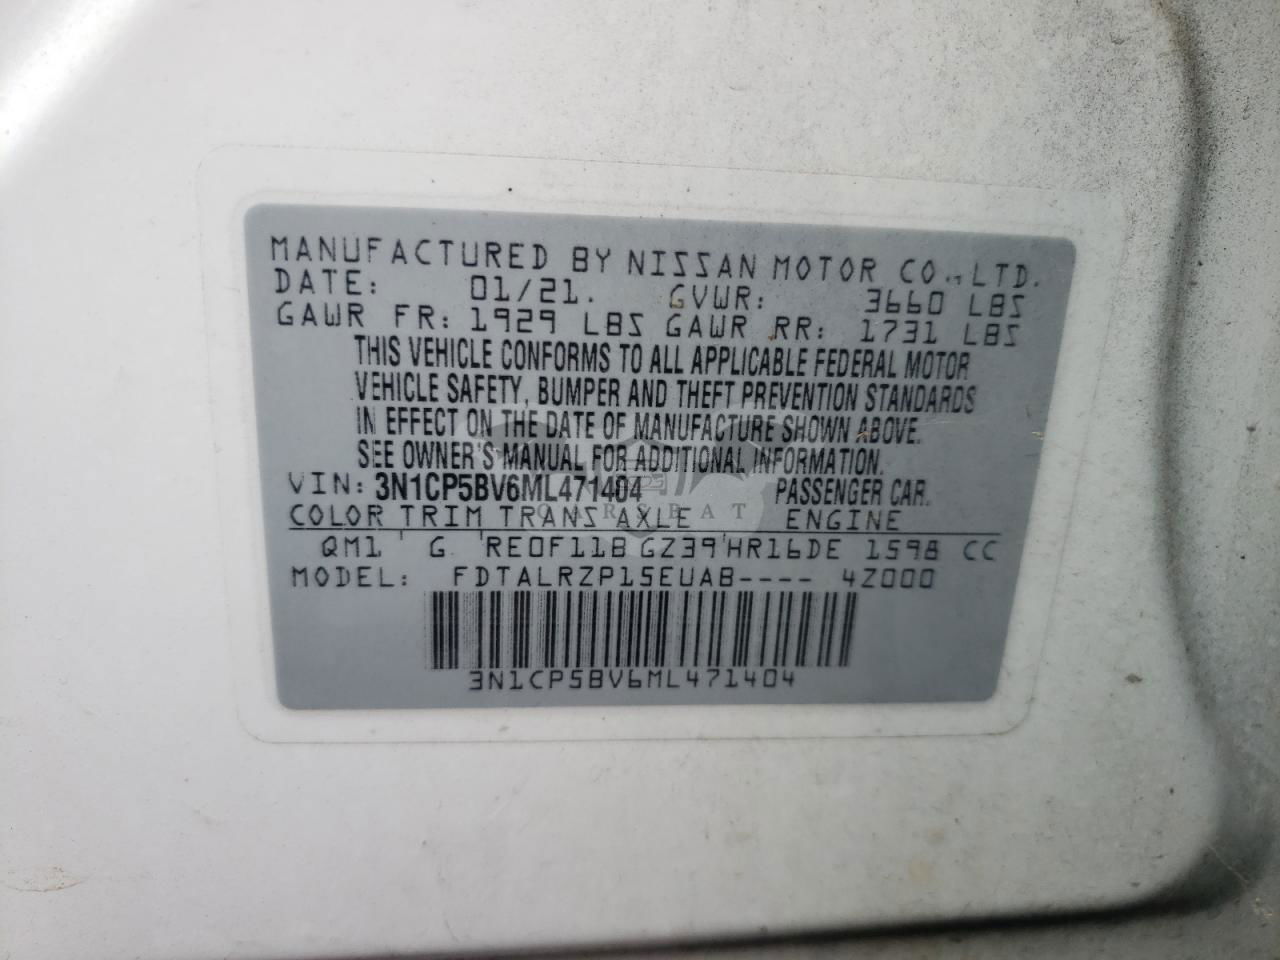 MANUFACTURED BY NISSAN MOTOR CO., LTD.
DATE: 01/21. GVWR: 3660 LBS
GAWR FR: 1929 LBS GAWR RR: 1731 LBS
THIS VEHICLE CONFORMS TO ALL APPLICABLE FEDERAL MOTOR
VEHICLE SAFETY, BUMPER AND THEFT PREVENTION STANDARDS
IN EFFECT ON THE DATE OF MANUFACTURE SHOWN ABOVE.
SEE OWNER'S MANUAL FOR ADDITIONAL INFORMATION.
VIN: 3N1CP5BV6ML471404 PASSENGER CAR.
CARSBAT
COLOR TRIM TRANS AXLE ENGINE
QM1 ' G 'RE0F11B GZ39'HR16DE 1598 CC
MODEL: FDTALRZP15EUAB---- 4Z000
3N1CP5BV6ML471404